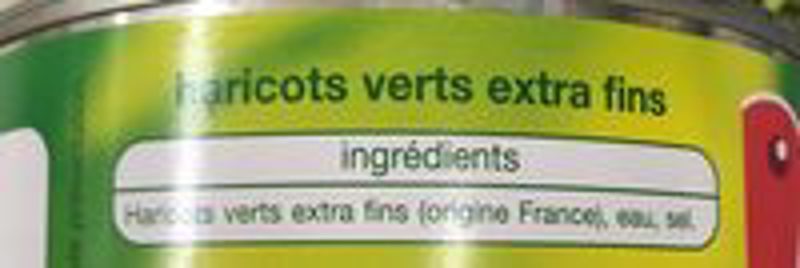 haricots verts extra fins
ingrédients
Haricots verts extra fins (origine France), eau, sel.